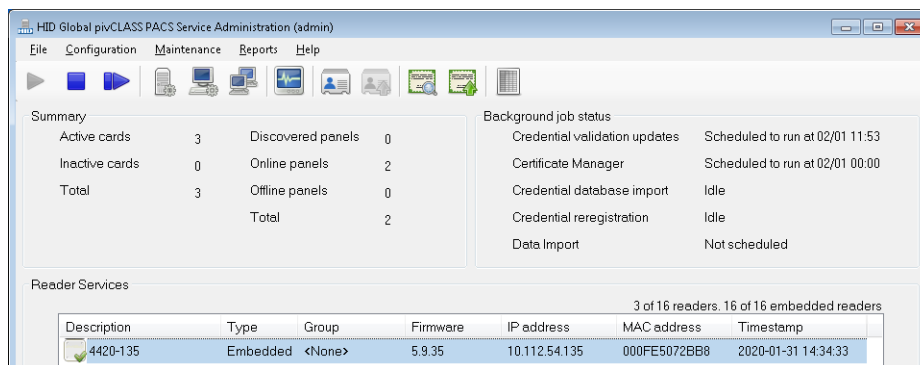 HID Global pivCLASS PACS Service Administration (admin)
File Configuration Maintenance Reports Help
Summary
Active cards 3 Discovered panels 0
Inactive cards 0 Online panels 2
Total 3 Offline panels 0
Total 2
Background job status
Credential validation updates Scheduled to run at 02/01 11:53
Certificate Manager Scheduled to run at 02/01 00:00
Credential database import Idle
Credential reregistration Idle
Data Import Not scheduled
Reader Services
3 of 16 readers. 16 of 16 embedded readers
Description Type Group Firmware IP address MAC address Timestamp
4420-135 Embedded <None> 5.9.35 10.112.54.135 000FE5072BB8 2020-01-31 14:34:33